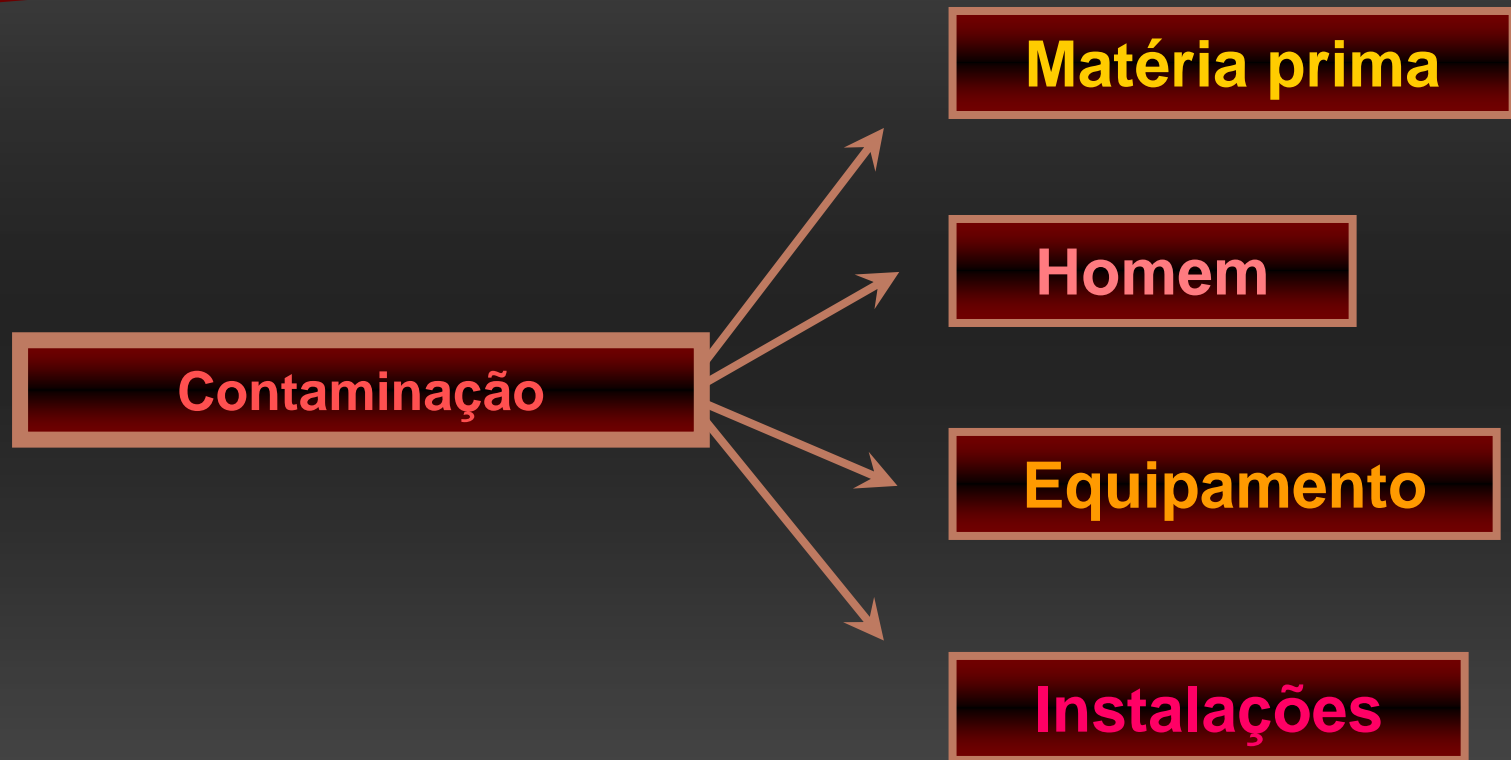 Matéria prima
Homem
Contaminação
Equipamento
Instalações